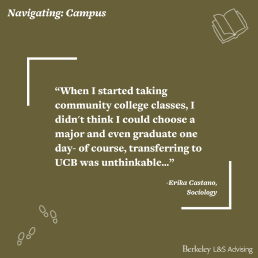 Navigating: Campus
“When I started taking
community college classes, I
didn't think I could choose a
major and even graduate one
day- of course, transferring to
UCB was unthinkable...”
-Erika Castano,
Sociology
Berkeley L&S Advising